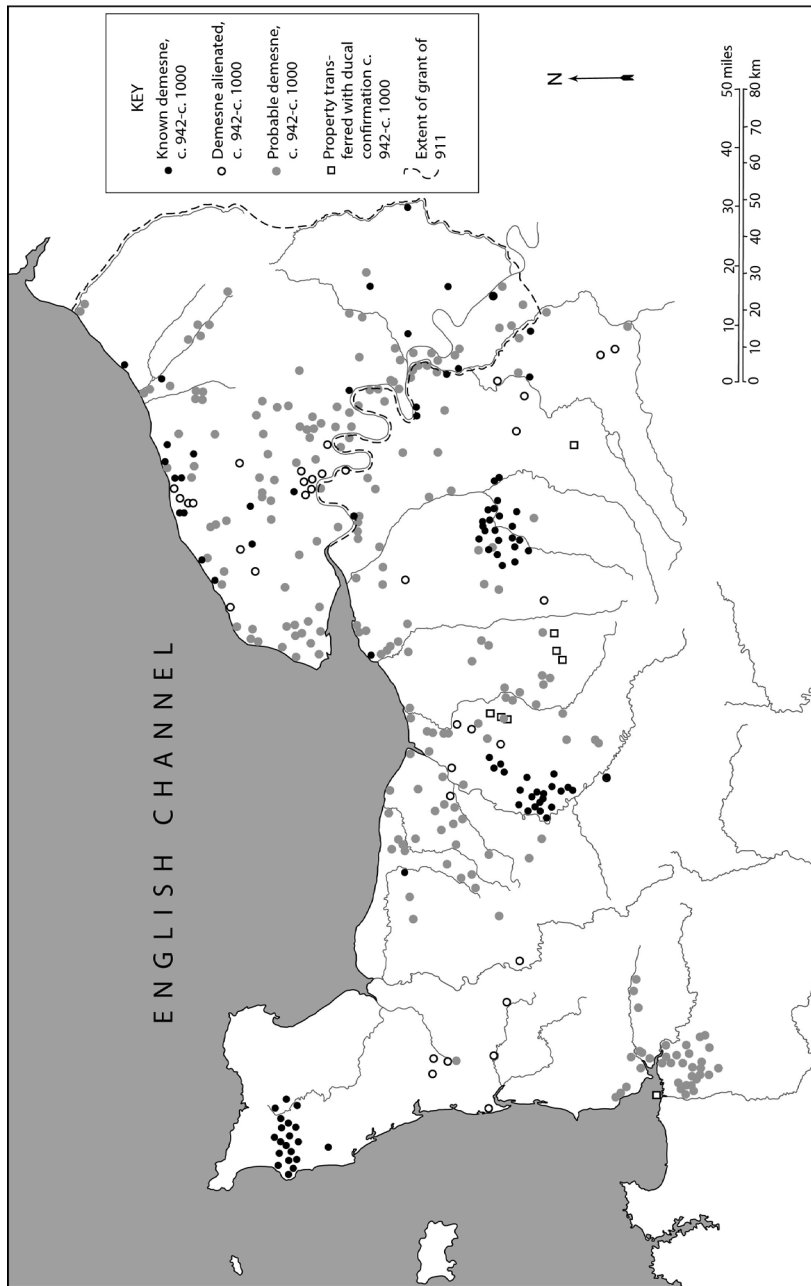 ENGLISH CHANNEL
KEY
Known demesne,
c. 942-c. 1000
Demesne alienated,
c. 942-c. 1000
Probable demesne,
c. 942-c. 1000
Property trans-
ferred with ducal
confirmation c.
942-c. 1000
Extent of grant of
911
N
0 10 20 30 40 50 miles
0 10 20 30 40 50 60 70 80 km